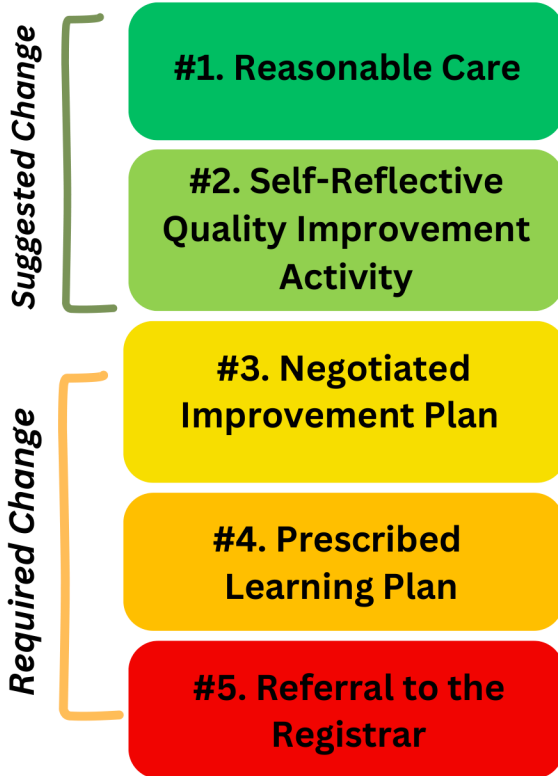 Suggested Change
#1. Reasonable Care
#2. Self-Reflective
Quality Improvement
Activity
Required Change
#3. Negotiated
Improvement Plan
#4. Prescribed
Learning Plan
#5. Referral to the
Registrar